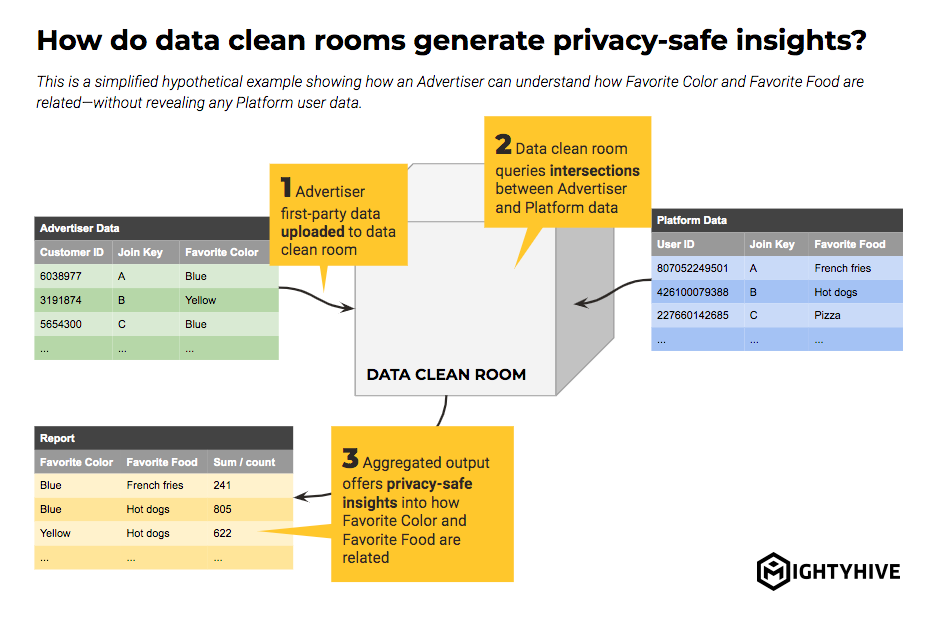 How do data clean rooms generate privacy-safe insights?
This is a simplified hypothetical example showing how an Advertiser can understand how Favorite Color and Favorite Food are
related—without revealing any Platform user data.
1 Advertiser
first-party data
uploaded to data
clean room
2 Data clean room
queries intersections
between Advertiser
and Platform data
Advertiser Data
Customer ID Join Key Favorite Color
6038977 A Blue
3191874 B Yellow
5654300 C Blue
... ... ...
Platform Data
User ID Join Key Favorite Food
807052249501 A French fries
426100079388 B Hot dogs
227660142685 C Pizza
... ... ...
DATA CLEAN ROOM
Report
Favorite Color Favorite Food Sum / count
Blue French fries 241
Blue Hot dogs 805
Yellow Hot dogs 622
... ... ...
3 Aggregated output
offers privacy-safe
insights into how
Favorite Color and
Favorite Food are
related
MIGHTYHIVE